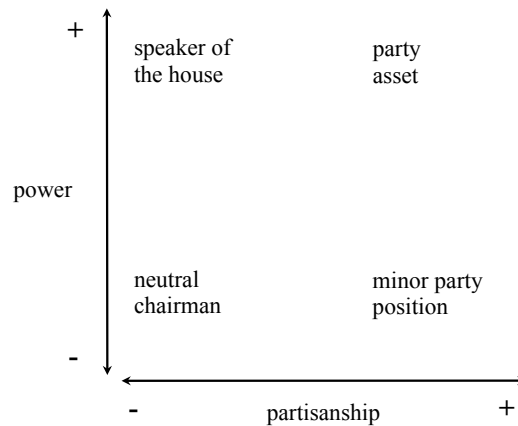 +
speaker of
the house
party
asset
power
neutral
chairman
minor party
position
-
- partisanship +